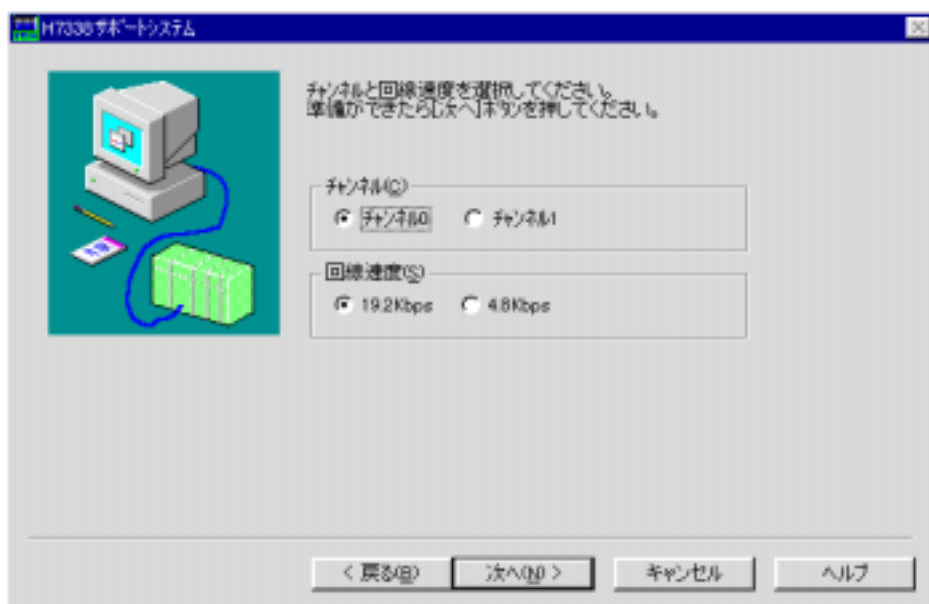 H7338サポートシステム
チャンネルと回線速度を選択してください。
準備ができたら[次へ]ボタンを押してください。
チャンネル(C)
チャンネル0 チャンネル1
回線速度(S)
19.2Kbps 4.8Kbps
< 戻る(B) 次へ(N) > キャンセル ヘルプ